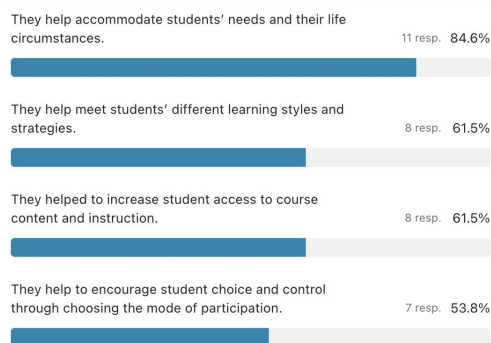 They help accommodate students’ needs and their life
circumstances.
11 resp. 84.6%
They help meet students’ different learning styles and
strategies.
8 resp. 61.5%
They helped to increase student access to course
content and instruction.
8 resp. 61.5%
They help to encourage student choice and control
through choosing the mode of participation.
7 resp. 53.8%